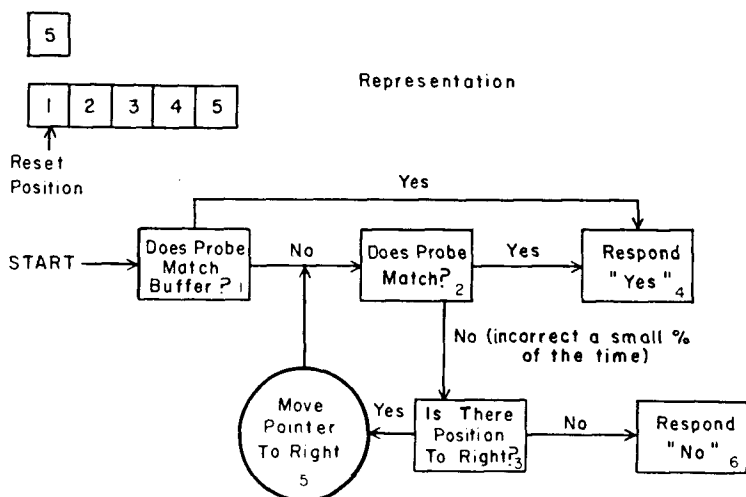 5
Representation
1 2 3 4 5
Reset
Position
Yes
START
Does Probe
Match
Buffer? 1
No
Does Probe
Match? 2
Yes
Respond
"Yes" 4
No (incorrect a small %
of the time)
Move
Pointer
To Right
5
Yes
Is There
Position
To Right? 3
No
Respond
"No" 6